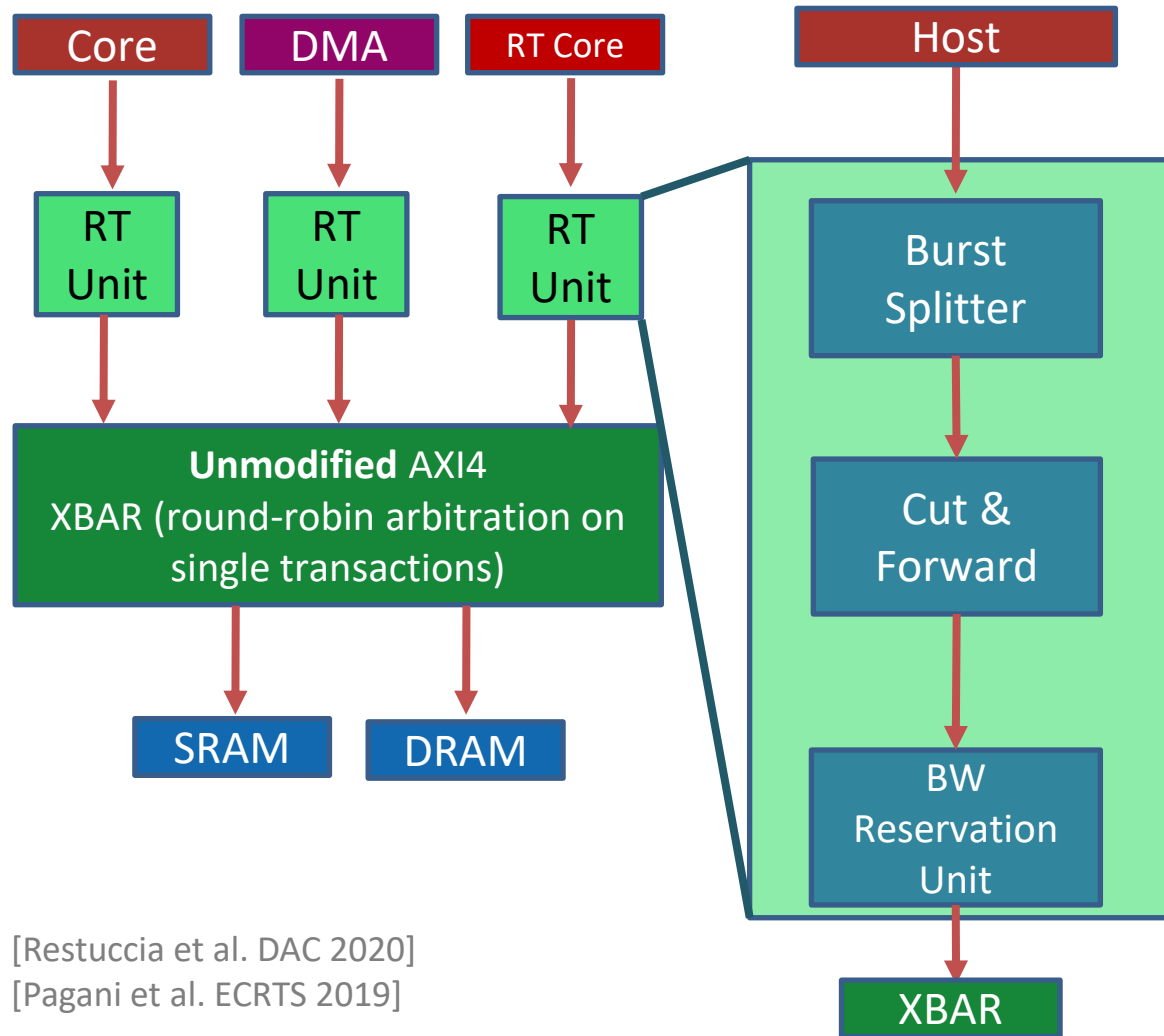 Core
DMA
RT Core
Host
RT
Unit
RT
Unit
RT
Unit
Burst
Splitter
Unmodified AXI4
XBAR (round-robin arbitration on
single transactions)
Cut &
Forward
SRAM
DRAM
BW
Reservation
Unit
[Restuccia et al. DAC 2020]
[Pagani et al. ECRTS 2019]
XBAR